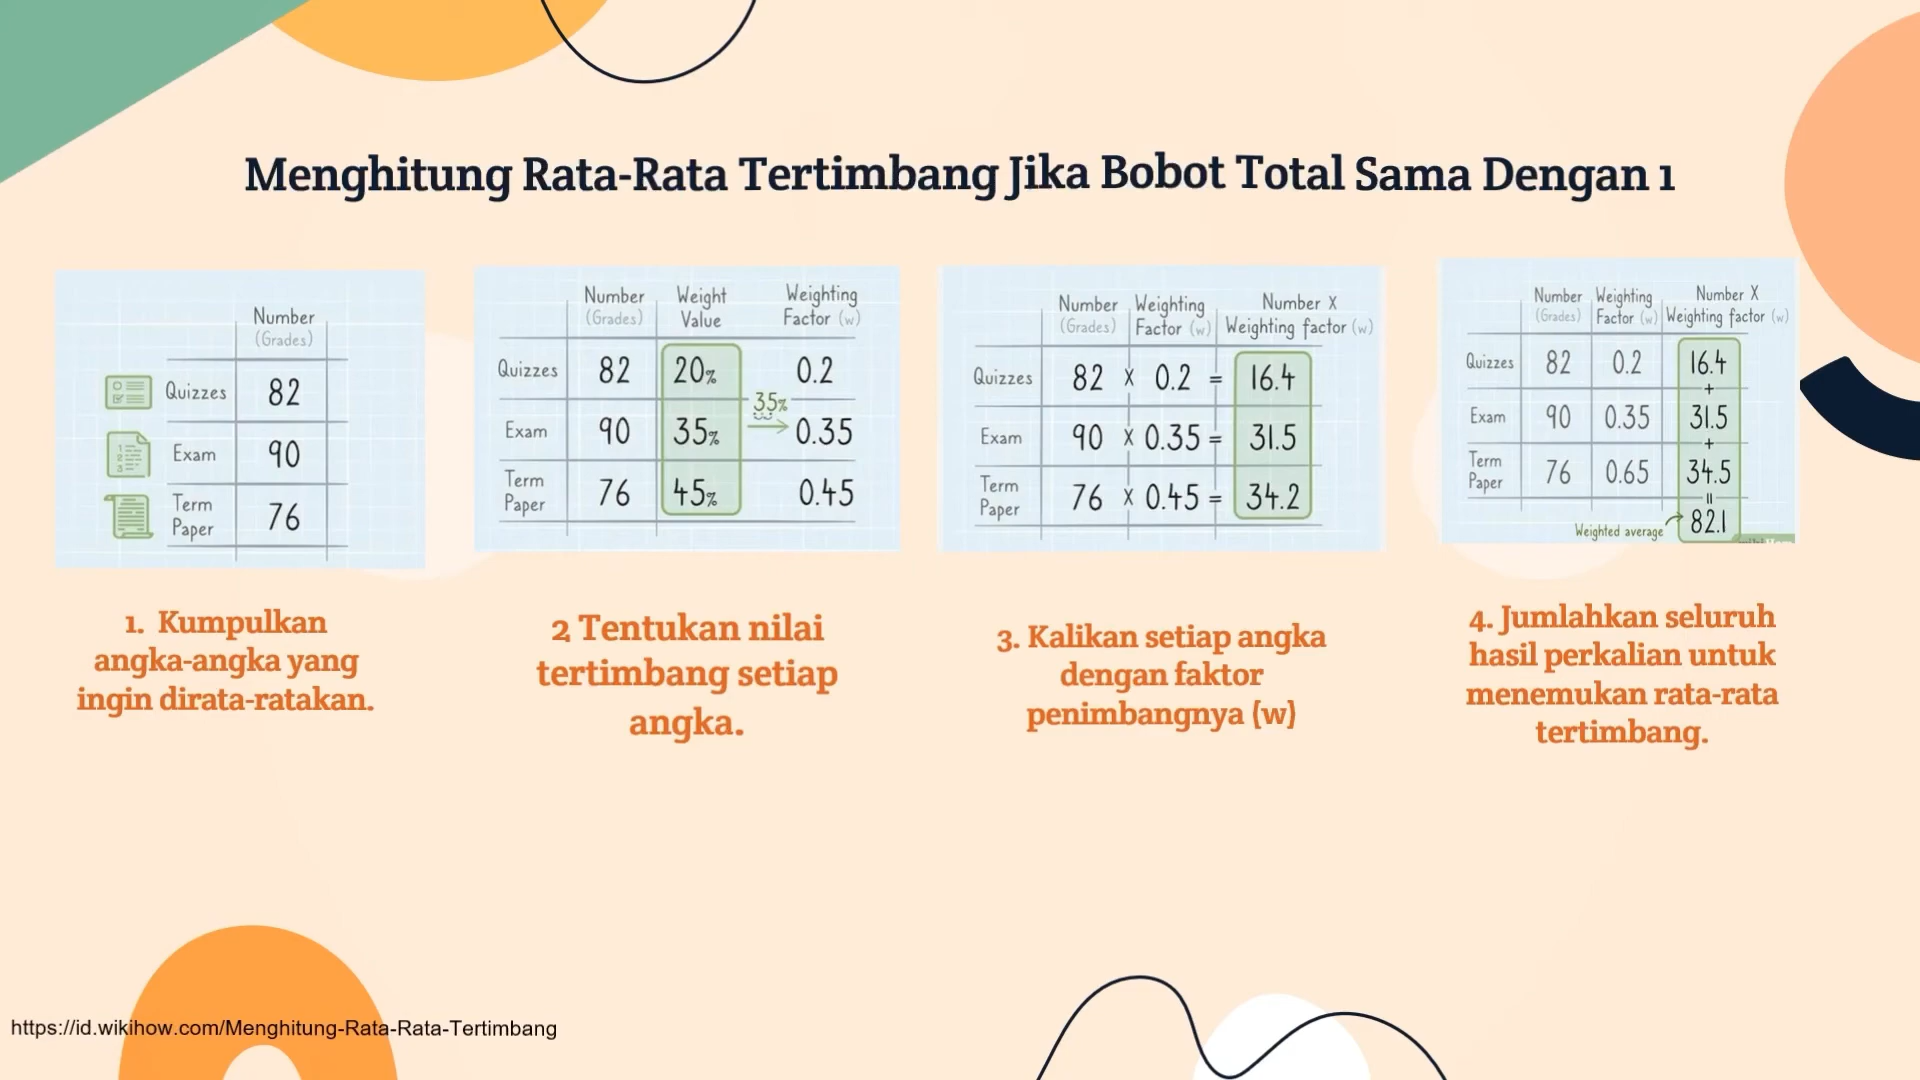 Menghitung Rata-Rata Tertimbang Jika Bobot Total Sama Dengan 1
Number
(Grades)
Quizzes 82
Exam 90
Term Paper 76
1. Kumpulkan
angka-angka yang
ingin dirata-ratakan.
Number Weight Weighting
(Grades) Value Factor (w)
Quizzes 82 20% 0.2
35%
Exam 90 35% 0.35
Term Paper 76 45% 0.45
2 Tentukan nilai
tertimbang setiap
angka.
Number Weighting Number X
(Grades) Factor (w) Weighting factor (w)
Quizzes 82 x 0.2 = 16.4
Exam 90 x 0.35 = 31.5
Term Paper 76 x 0.45 = 34.2
3. Kalikan setiap angka
dengan faktor
penimbangnya (w)
Number Weighting Number X
(Grades) Factor (w) Weighting factor (w)
Quizzes 82 0.2 16.4
+
Exam 90 0.35 31.5
+
Term Paper 76 0.65 34.5
=
Weighted average 82.1
4. Jumlahkan seluruh
hasil perkalian untuk
menemukan rata-rata
tertimbang.
https://id.wikihow.com/Menghitung-Rata-Rata-Tertimbang